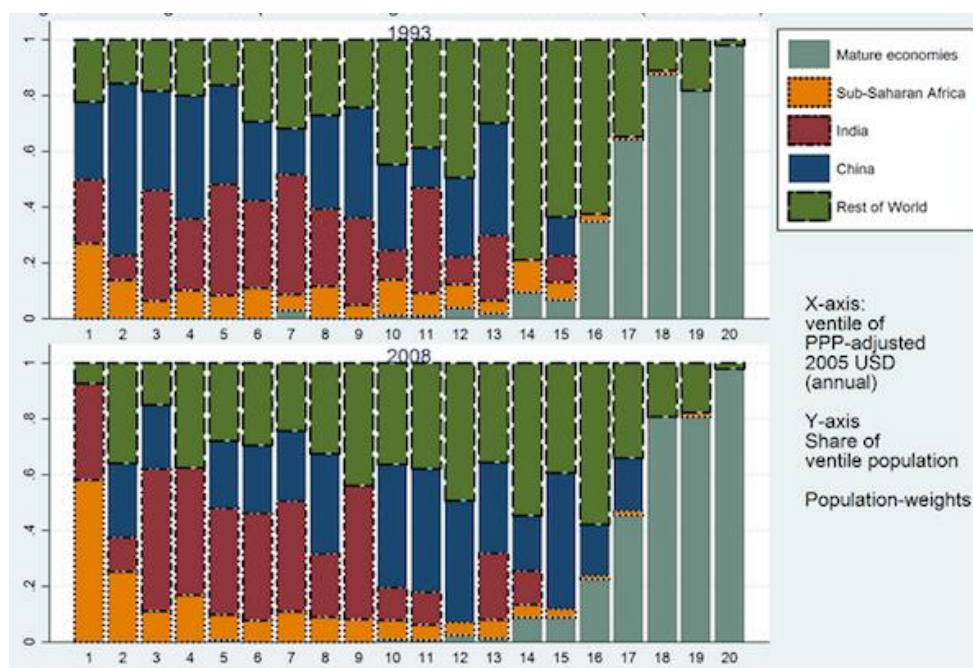 1993
1
.8
.6
.4
.2
0
1 2 3 4 5 6 7 8 9 10 11 12 13 14 15 16 17 18 19 20
2008
1
.8
.6
.4
.2
0
1 2 3 4 5 6 7 8 9 10 11 12 13 14 15 16 17 18 19 20
Mature economies
Sub-Saharan Africa
India
China
Rest of World
X-axis:
ventile of
PPP-adjusted
2005 USD
(annual)
Y-axis
Share of
ventile population
Population-weights